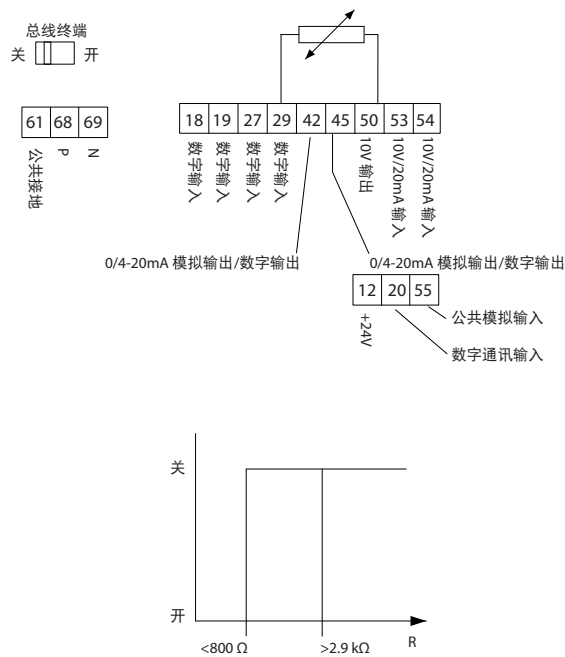 总线终端
关 开
61 68 69
公共接地
P
N
18 19 27 29 42 45 50 53 54
数字输入
数字输入
数字输入
数字输入
10V 输出
10V/20mA 输入
10V/20mA 输入
0/4-20mA 模拟输出/数字输出
0/4-20mA 模拟输出/数字输出
12 20 55
+24V
公共模拟输入
数字通讯输入
关
开
<800 Ω
>2.9 kΩ
R